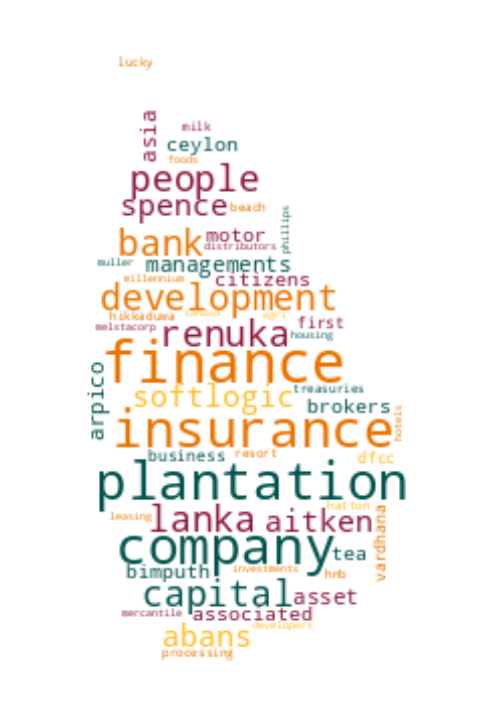 lucky
asia
milk
ceylon
foods
people
spence
beach
phillips
bank
motor
distributors
muller
managements
millennium
citizens
development
hikkaduwa
sanasa
agri
melstacorp
renuka
first
housing
finance
arpico
softlogic
treasuries
brokers
hotels
insurance
business
resort
dfcc
plantation
hatton
leasing
lanka
aitken
vardhana
company
tea
bimputh
investments
hnb
capital
asset
mercantile
associated
developers
abans
processing